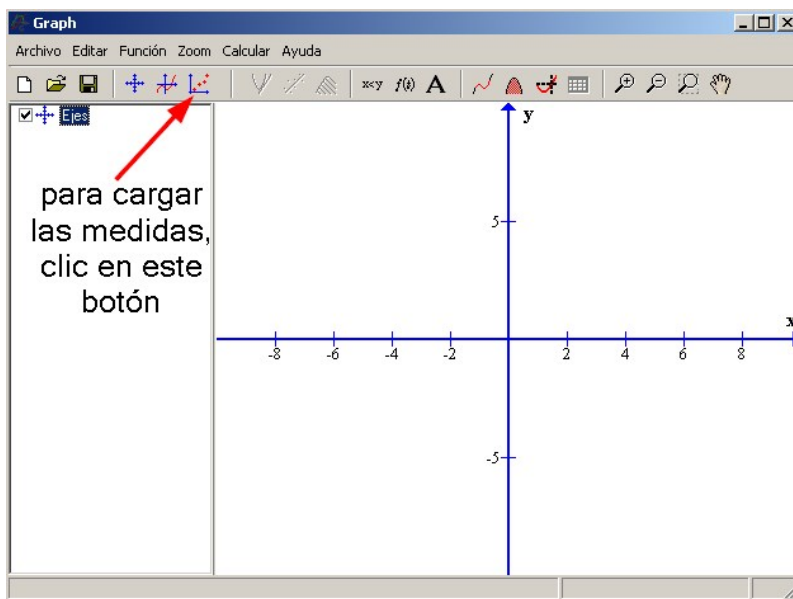 Graph
Archivo Editar Función Zoom Calcular Ayuda
x<y f(x) A
Ejes
para cargar
las medidas,
clic en este
botón
y
5
x
-8 -6 -4 -2 2 4 6 8
-5